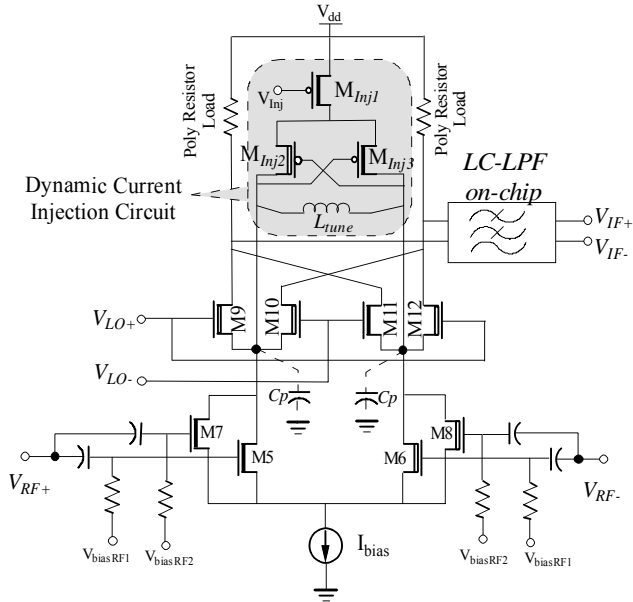 V_dd
Poly Resistor
Load
V_Inj
M_Inj1
Poly Resistor
Load
M_Inj2
M_Inj3
LC-LPF
on-chip
Dynamic Current
Injection Circuit
L_tune
V_IF+
V_IF-
V_LO+
M9
M10
M11
M12
V_LO-
Cp
Cp
M7
M8
M5
M6
V_RF+
V_RF-
V_biasRF1
V_biasRF2
I_bias
V_biasRF2
V_biasRF1